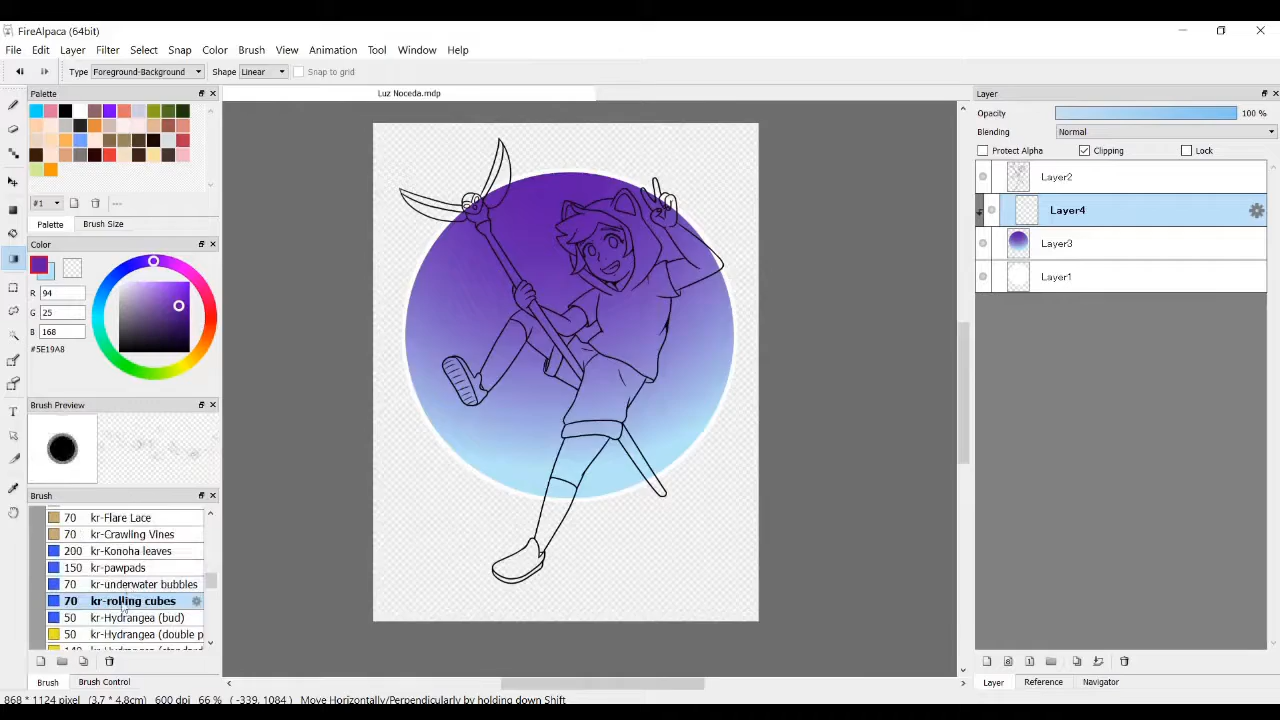 FireAlpaca (64bit)
File Edit Layer Filter Select Snap Color Brush View Animation Tool Window Help
Type Foreground-Background Shape Linear Snap to grid
Palette
Luz Noceda.mdp
Layer
Opacity 100 %
Blending Normal
Protect Alpha Clipping Lock
Layer2
Layer4
Layer3
Layer1
#1 ---
Palette Brush Size
Color
R 94
G 25
B 168
#5E19A8
Brush Preview
Brush
70 kr-Flare Lace
70 kr-Crawling Vines
200 kr-Konoha leaves
150 kr-pawpads
70 kr-underwater bubbles
70 kr-rolling cubes
50 kr-Hydrangea (bud)
50 kr-Hydrangea (double p
Brush Brush Control
Layer Reference Navigator
868 * 1124 pixel (3.7 * 4.8cm) 600 dpi 66 % ( -339, 1084 ) Move Horizontally/Perpendicularly by holding down Shift